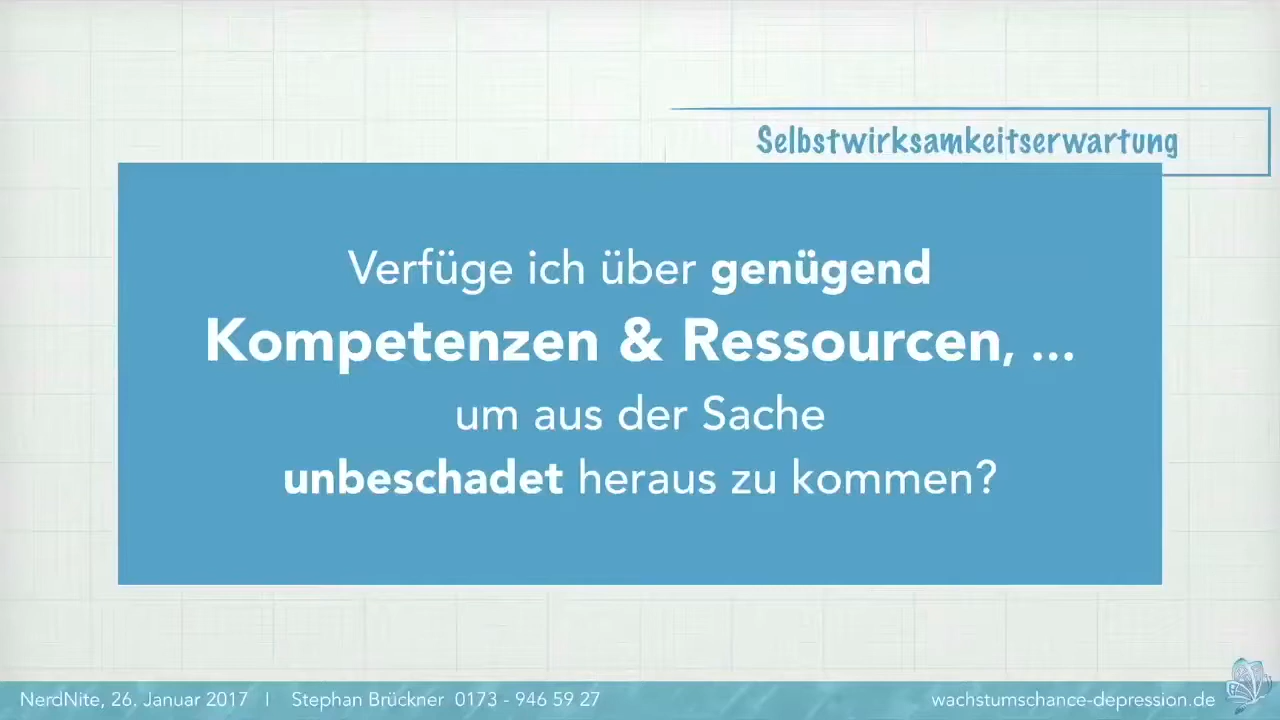 Selbstwirksamkeitserwartung
Verfüge ich über genügend
Kompetenzen & Ressourcen, ...
um aus der Sache
unbeschadet heraus zu kommen?
NerdNite, 26. Januar 2017 | Stephan Brückner 0173 - 946 59 27
wachstumschance-depression.de